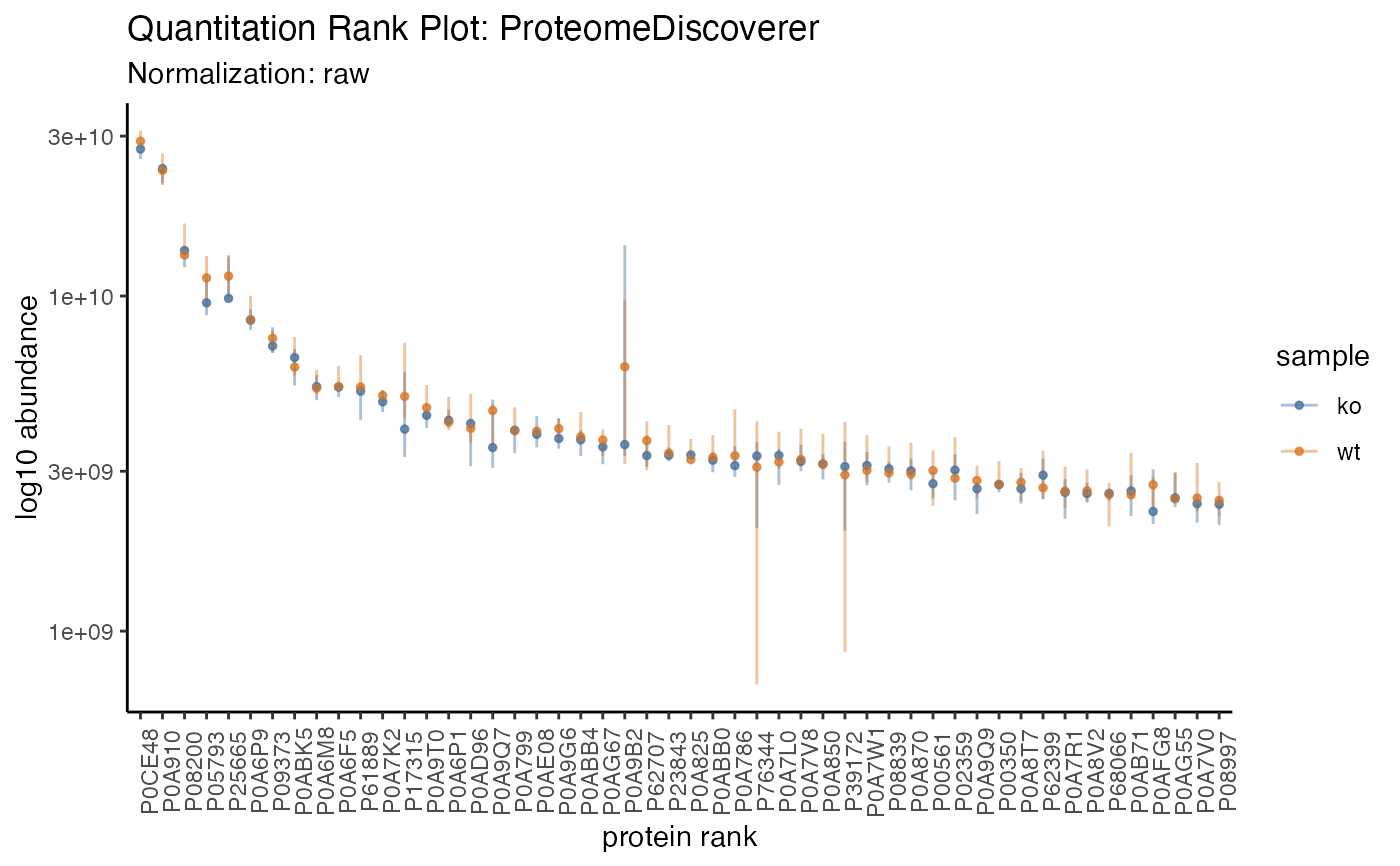 Quantitation Rank Plot: ProteomeDiscoverer
Normalization: raw
3e+10
1e+10
3e+09
1e+09
log10 abundance
P0CE48
P0A910
P08200
P05793
P25665
P0A6P9
P09373
P0ABK5
P0A6M8
P0A6F5
P61889
P0A7K2
P17315
P0A9T0
P0A6P1
P0AD96
P0A9Q7
P0A799
P0AE08
P0A9G6
P0ABB4
P0AG67
P0A9B2
P62707
P23843
P0A825
P0ABB0
P0A786
P76344
P0A7L0
P0A7V8
P0A850
P39172
P0A7W1
P08839
P0A870
P00561
P02359
P0A9Q9
P00350
P0A8T7
P62399
P0A7R1
P0A8V2
P68066
P0AB71
P0AFG8
P0AG55
P0A7V0
P08997
protein rank
sample
ko
wt